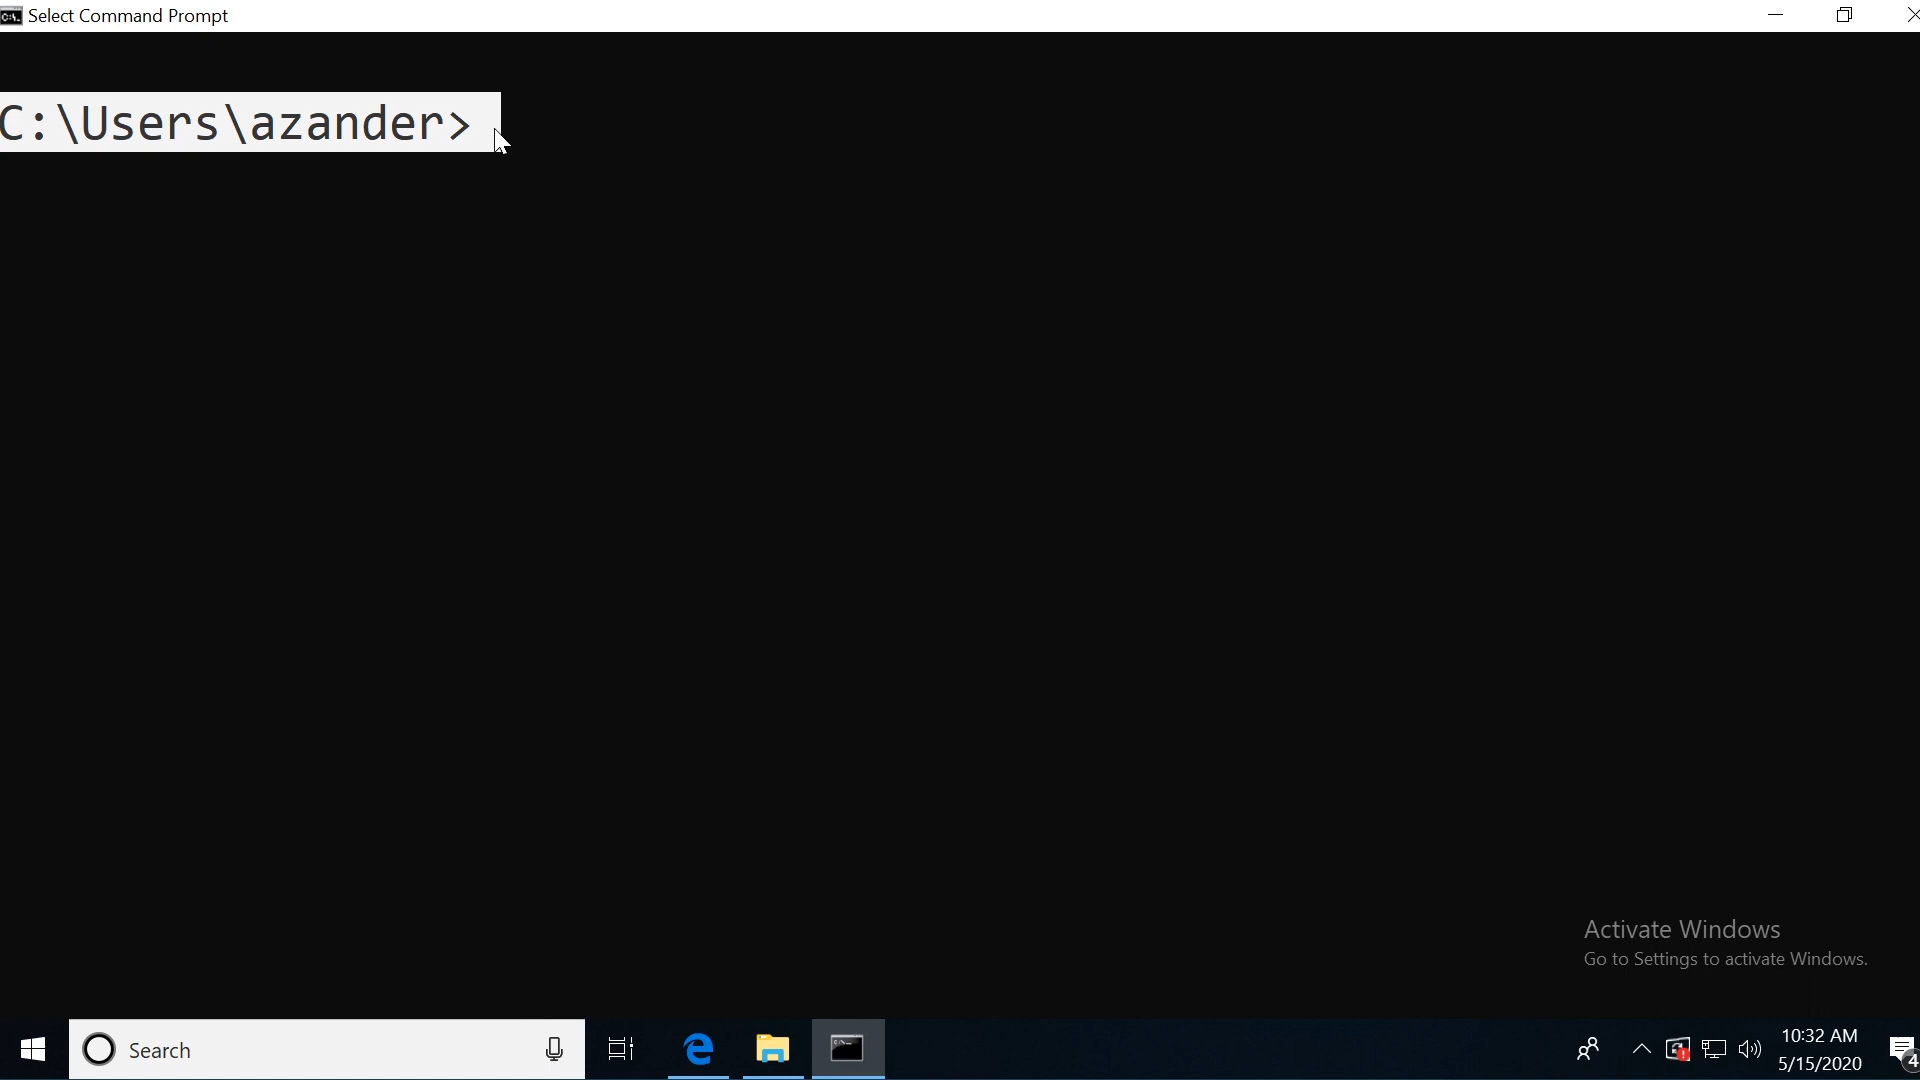 Select Command Prompt
C:\Users\azander>
Activate Windows
Go to Settings to activate Windows.
Search
10:32 AM
5/15/2020
4